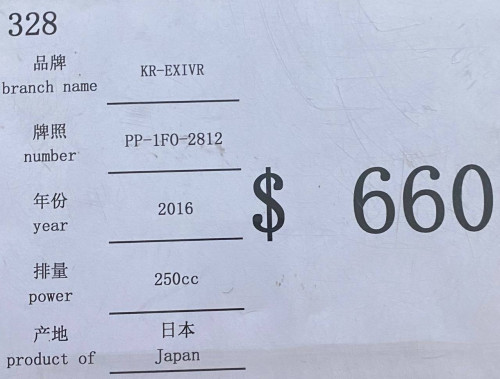 328
品牌 KR-EXIVR
branch name
牌照 PP-1FO-2812
number
年份 2016
year
$ 660
排量 250cc
power
产地 日本
product of Japan